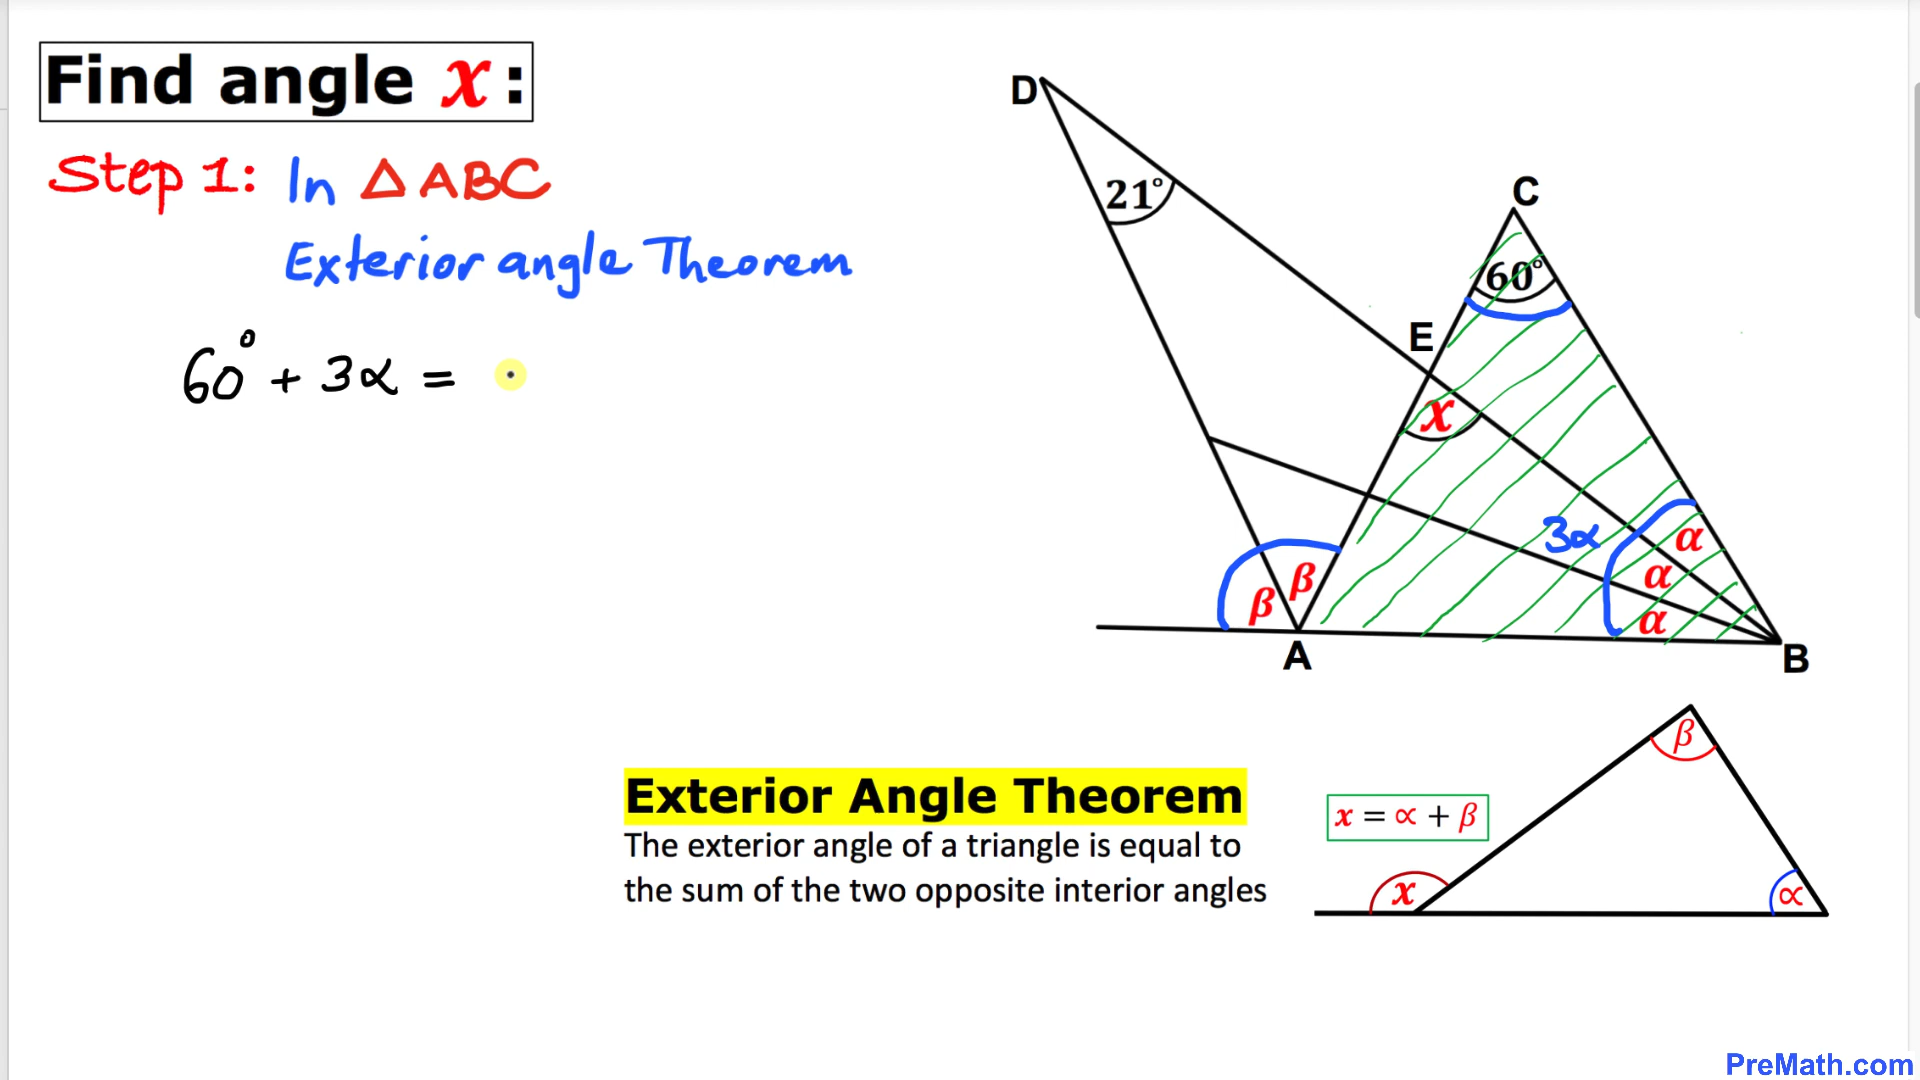 Find angle x :
Step 1: In △ ABC
Exterior angle Theorem
60° + 3α =
D
21°
C
60°
E
x
3α
α
α
α
β
β
A
B
Exterior Angle Theorem
The exterior angle of a triangle is equal to
the sum of the two opposite interior angles
x = ∝ + β
β
x
∝
PreMath.com